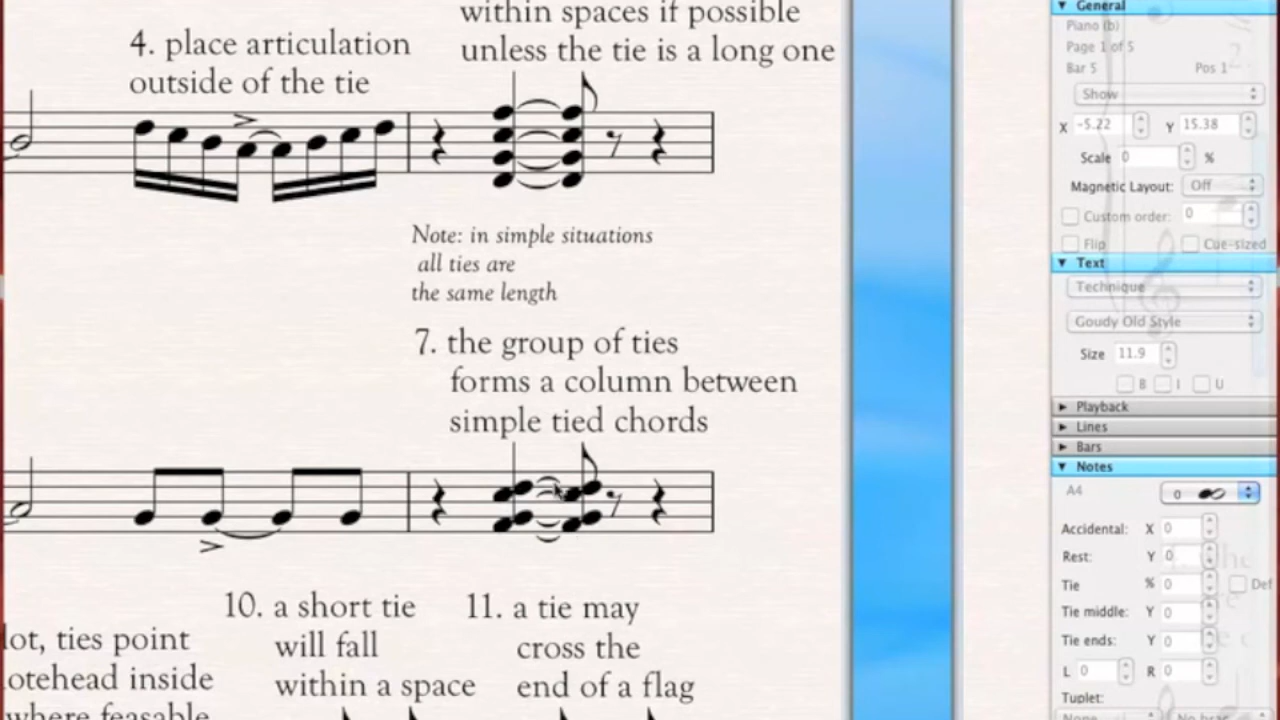 within spaces if possible
unless the tie is a long one
4. place articulation
outside of the tie
Note: in simple situations
all ties are
the same length
7. the group of ties
forms a column between
simple tied chords
10. a short tie
will fall
within a space
11. a tie may
cross the
end of a flag
ties point
inside
where feasable
General
Piano (b)
Page 1 of 5
Bar 5 Pos 1
Show
X -5.22 Y 15.38
Scale 0 %
Magnetic Layout: Off
Custom order: 0
Flip Cue-sized
Text
Technique
Goudy Old Style
Size 11.9
B I U
Playback
Lines
Bars
Notes
A4 0
Accidental: X 0
Rest: Y 0
Tie % 0 Def
Tie middle: Y 0
Tie ends: Y 0
L 0 R 0
Tuplet: